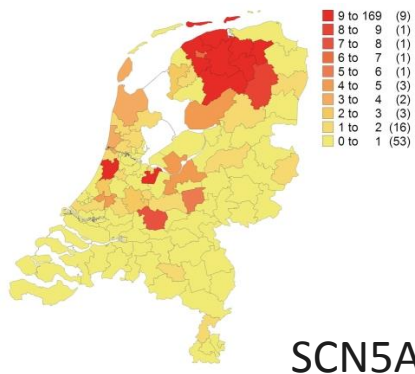 9 to 169 (9)
8 to 9 (1)
7 to 8 (1)
6 to 7 (1)
5 to 6 (1)
4 to 5 (3)
3 to 4 (2)
2 to 3 (3)
1 to 2 (16)
0 to 1 (53)
SCN5A